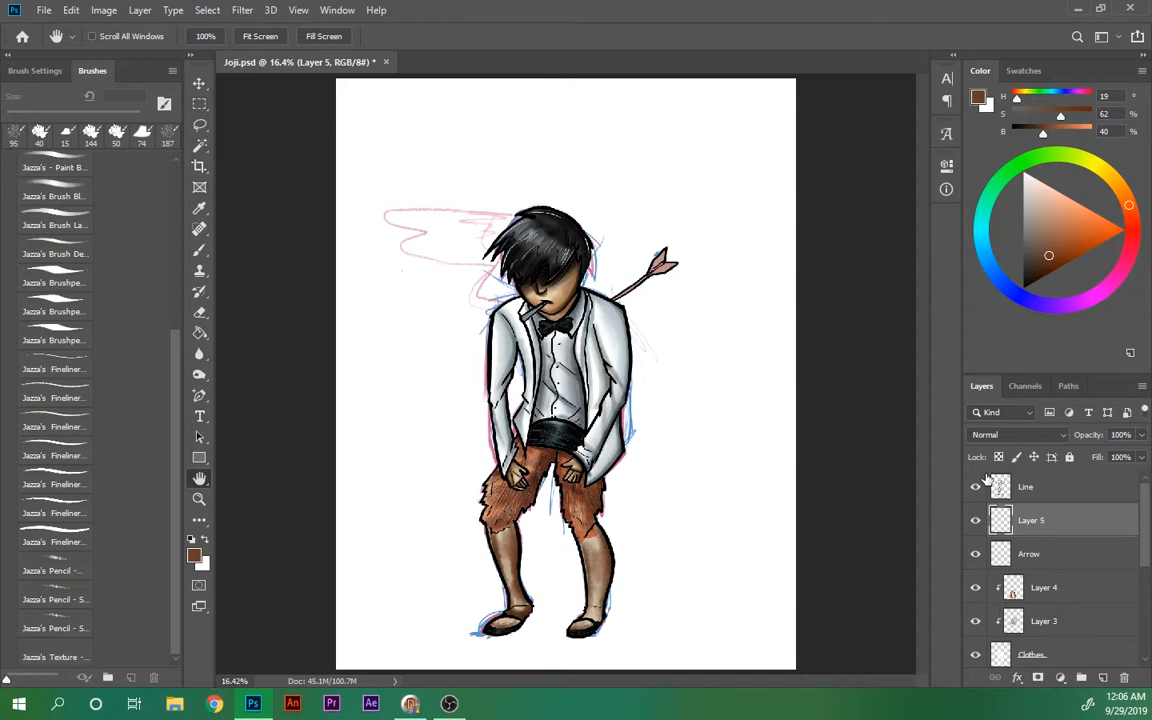 Ps File Edit Image Layer Type Select Filter 3D View Window Help
Scroll All Windows 100% Fit Screen Fill Screen
Brush Settings Brushes
Joji.psd @ 16.4% (Layer 5, RGB/8#) * ×
Color Swatches
Size:
H 19 °
S 62 %
B 40 %
95 40 15 144 50 74 187
Jazza's - Paint B...
Jazza's Brush Bl...
Jazza's Brush La...
Jazza's Brush De...
Jazza's Brushpe...
Jazza's Brushpe...
Jazza's Brushpe...
Jazza's Fineliner...
Jazza's Fineliner...
Jazza's Fineliner...
Jazza's Fineliner...
Jazza's Fineliner...
Jazza's Fineliner...
Jazza's Fineliner...
Jazza's Pencil -...
Jazza's Pencil - S...
Jazza's Pencil - S...
Jazza's Texture -...
Layers Channels Paths
Kind
Normal Opacity: 100%
Lock: Fill: 100%
Line
Layer 5
Arrow
Layer 4
Layer 3
Clothes
16.42% Doc: 45.1M/100.7M
Ps An Pr Ae
12:06 AM
9/29/2019